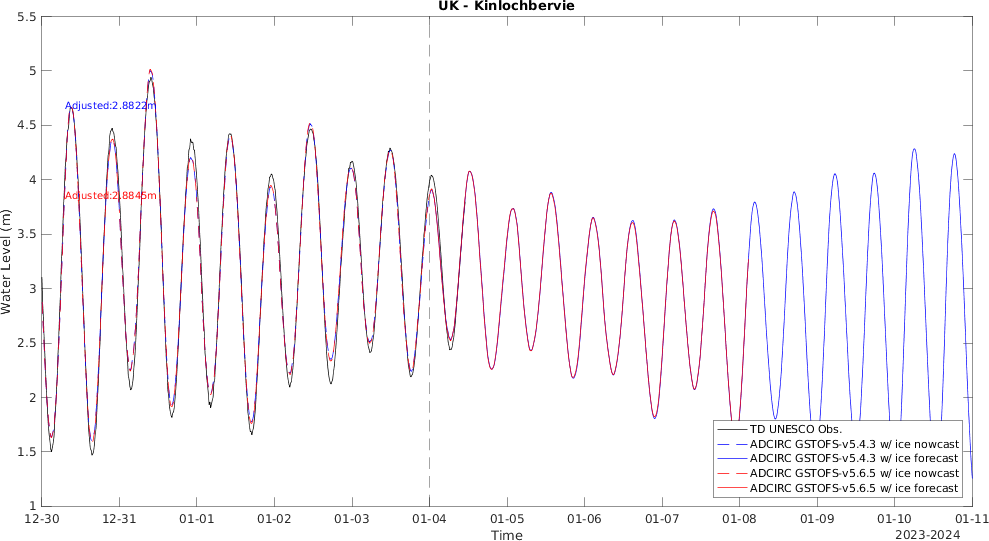 UK - Kinlochbervie
5.5
5
4.5
4
3.5
3
2.5
2
1.5
1
Water Level (m)
Adjusted:2.8822m
Adjusted:2.8845m
TD UNESCO Obs.
ADCIRC GSTOFS-v5.4.3 w/ ice nowcast
ADCIRC GSTOFS-v5.4.3 w/ ice forecast
ADCIRC GSTOFS-v5.6.5 w/ ice nowcast
ADCIRC GSTOFS-v5.6.5 w/ ice forecast
12-30 12-31 01-01 01-02 01-03 01-04 01-05 01-06 01-07 01-08 01-09 01-10 01-11
Time
2023-2024